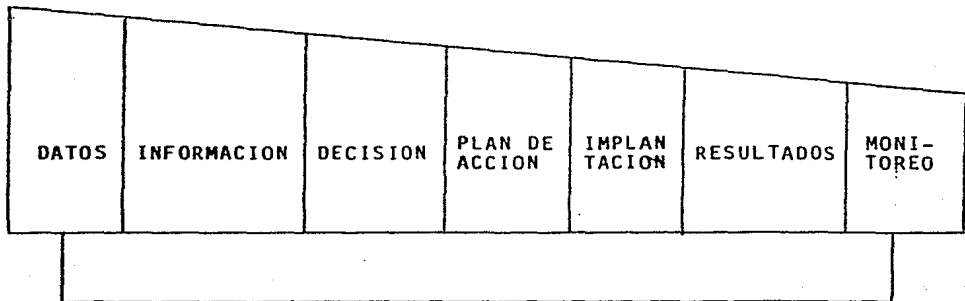 DATOS
INFORMACION
DECISION
PLAN DE
ACCION
IMPLAN
TACION
RESULTADOS
MONI-
TOREO